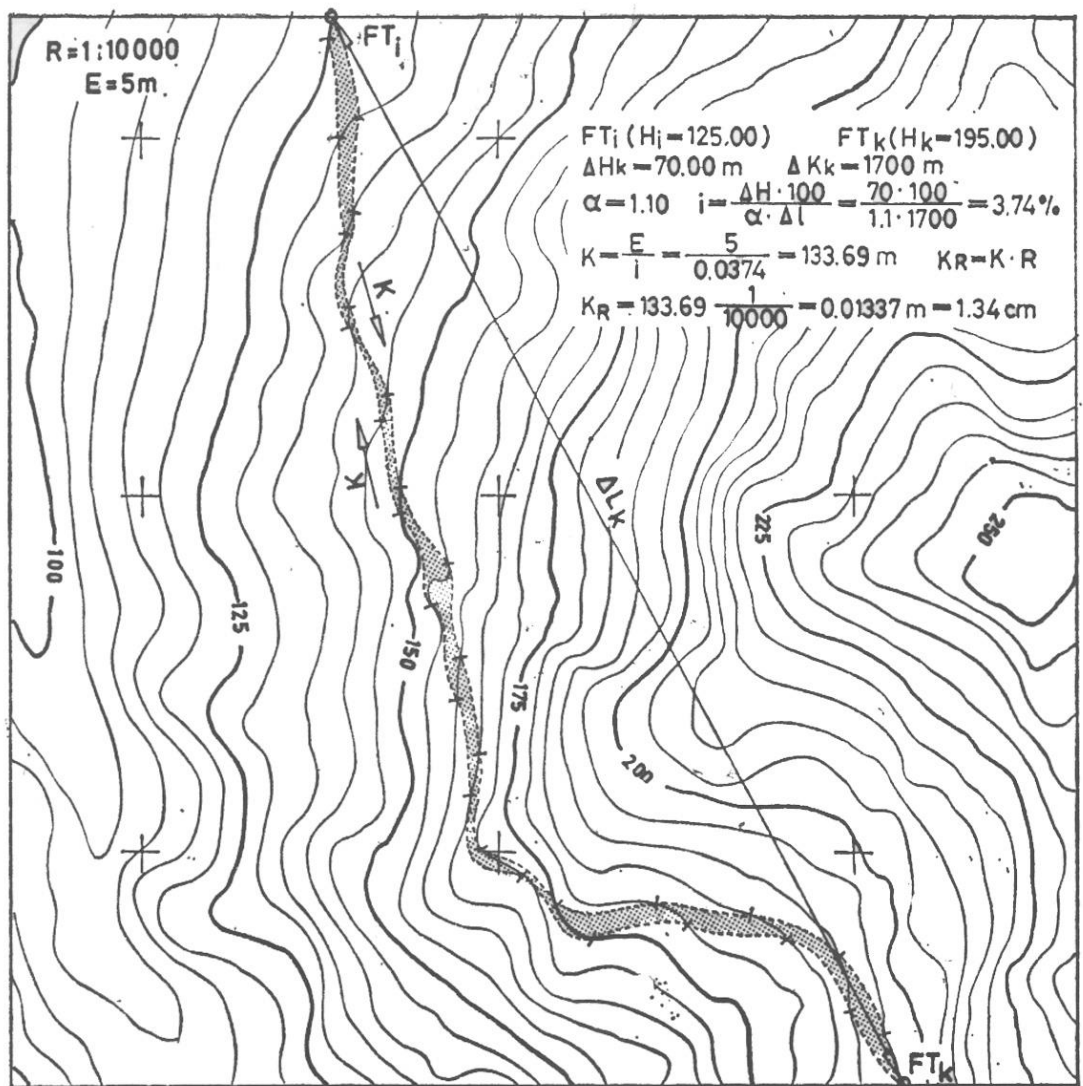 R=1:10000
E=5m
FTi
FTi (Hi=125.00) FTk(Hk=195.00)
ΔHk=70.00 m ΔKk=1700 m
α=1.10 i=ΔH·100/α·Δl=70·100/1.1·1700=3.74%
K=E/i=5/0.0374=133.69 m KR=K·R
KR=133.69 1/10000=0.01337 m=1.34 cm
K
K
ΔLK
100
125
150
175
200
225
250
FTk